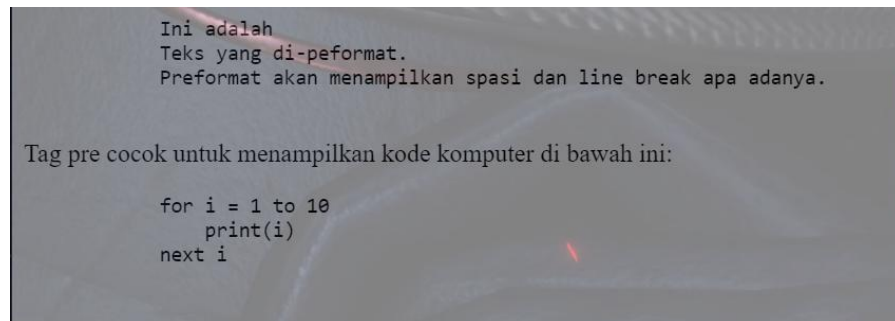 Ini adalah
Teks yang di-peformat.
Preformat akan menampilkan spasi dan line break apa adanya.
Tag pre cocok untuk menampilkan kode komputer di bawah ini:
for i = 1 to 10
    print(i)
next i